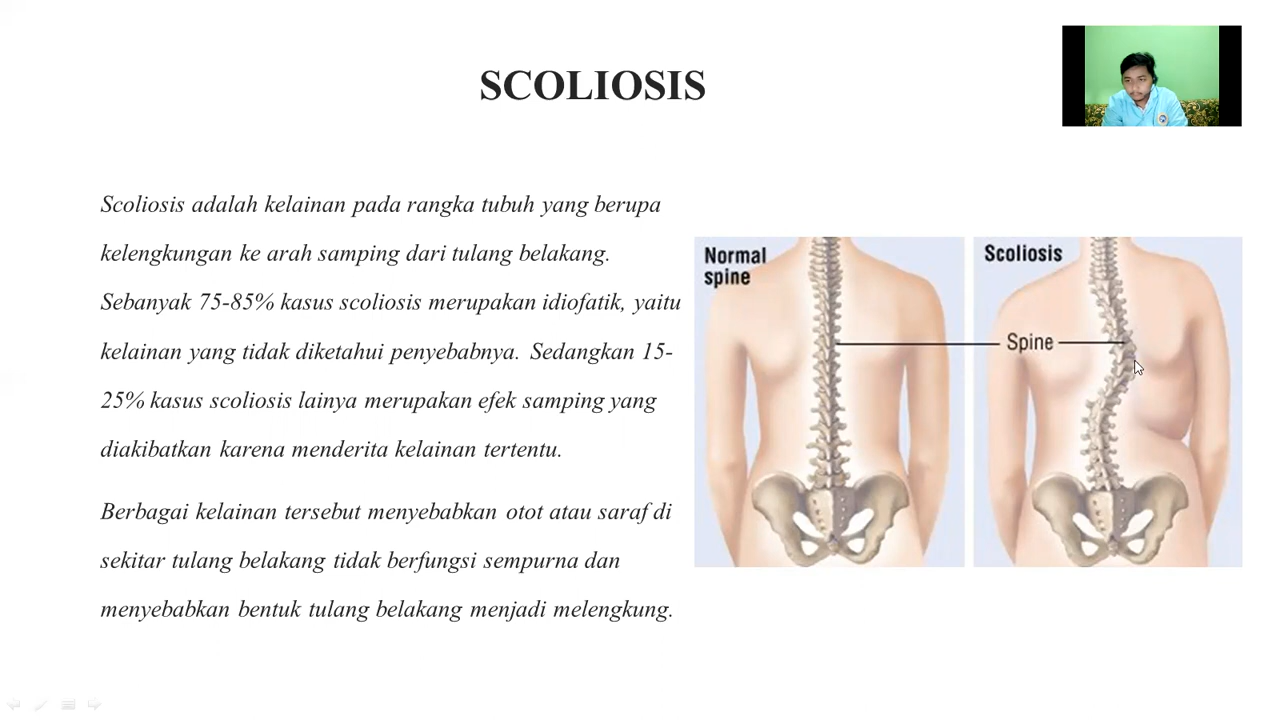 SCOLIOSIS
Scoliosis adalah kelainan pada rangka tubuh yang berupa
kelengkungan ke arah samping dari tulang belakang.
Sebanyak 75-85% kasus scoliosis merupakan idiofatik, yaitu
kelainan yang tidak diketahui penyebabnya. Sedangkan 15-
25% kasus scoliosis lainya merupakan efek samping yang
diakibatkan karena menderita kelainan tertentu.
Berbagai kelainan tersebut menyebabkan otot atau saraf di
sekitar tulang belakang tidak berfungsi sempurna dan
menyebabkan bentuk tulang belakang menjadi melengkung.
Normal
spine
Scoliosis
Spine